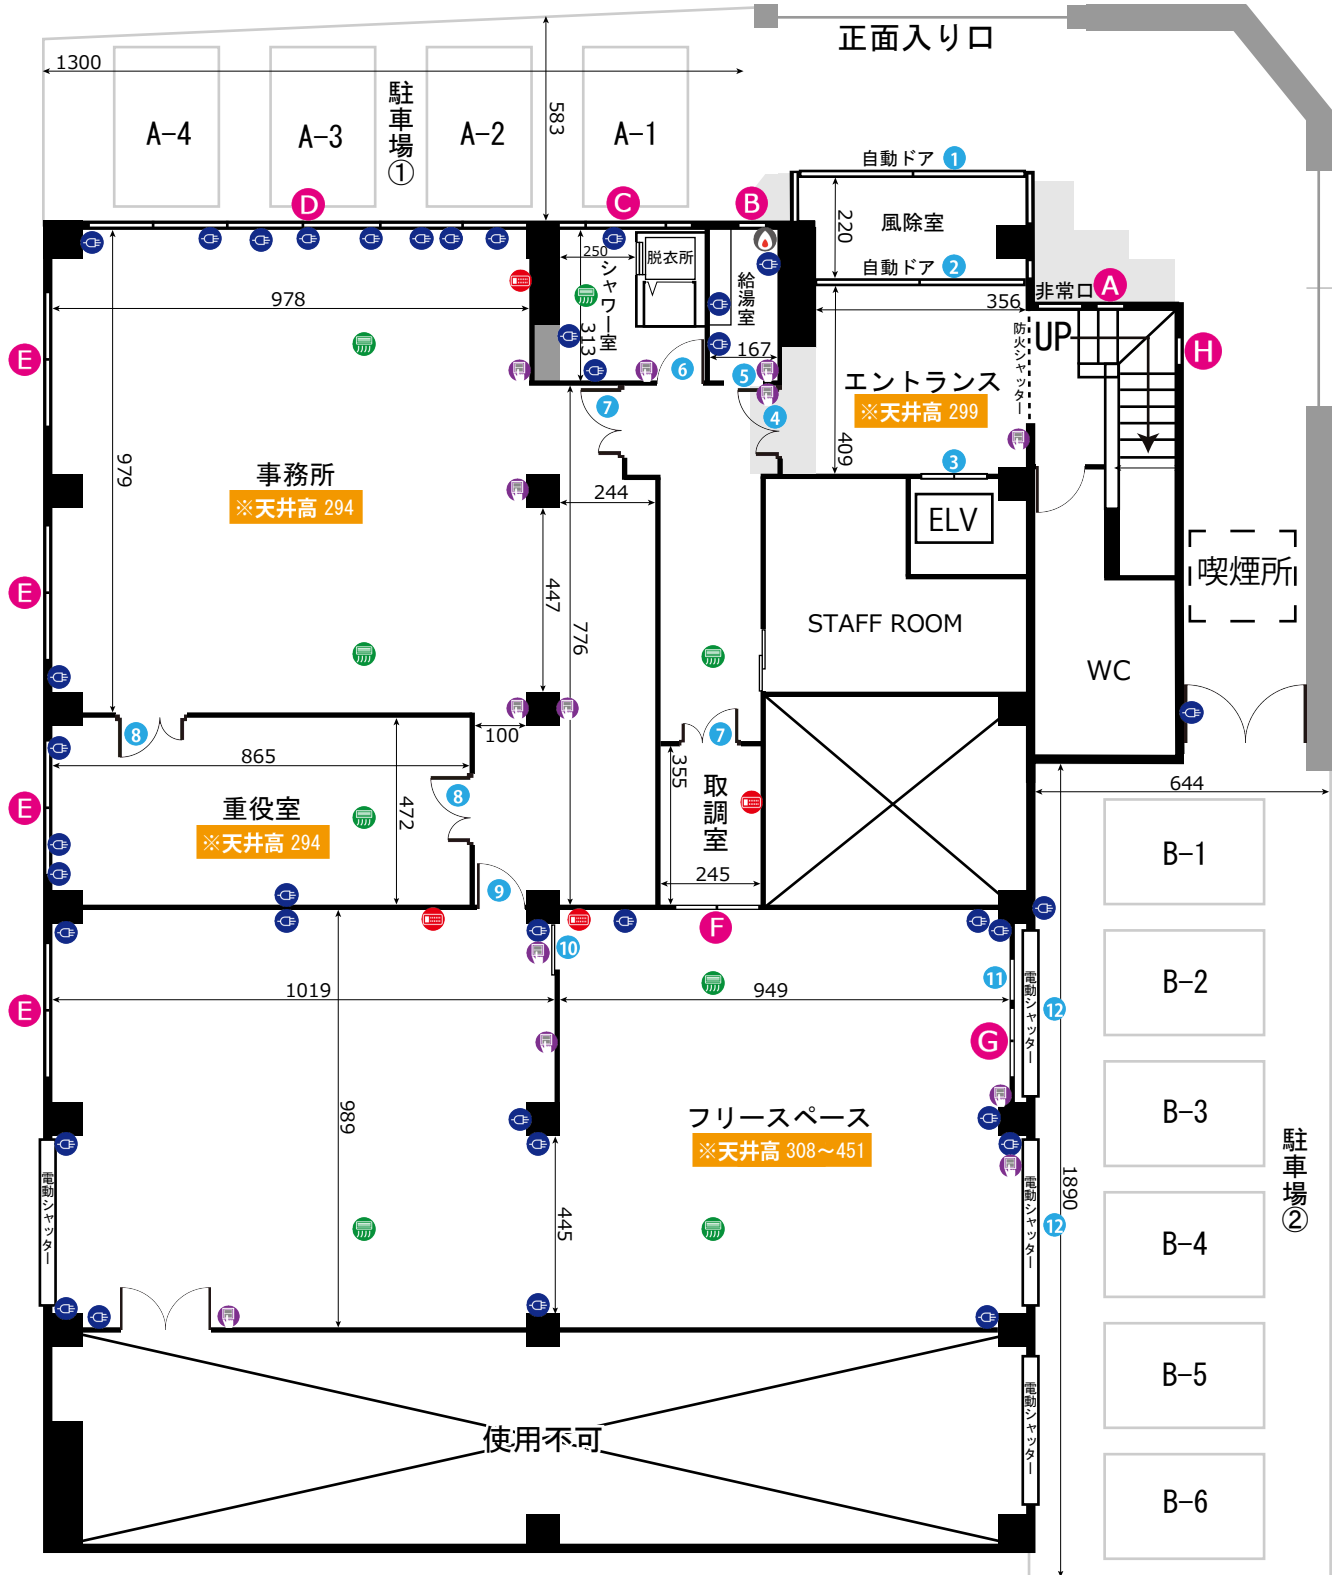 正面入り口
1300
583
駐車場①
A-4
A-3
A-2
A-1
自動ドア 1
D
C
B
220
風除室
自動ドア 2
非常口 A
250
脱衣所
シャワー室
313
給湯室
978
356
UP
防火シャッター
H
E
167
6
5
7
4
エントランス
※天井高 299
409
3
979
事務所
※天井高 294
244
ELV
喫煙所
447
776
E
STAFF ROOM
WC
8
100
7
865
355
644
重役室
※天井高 294
472
8
取調室
E
245
9
B-1
F
10
11
電動シャッター
12
1019
949
E
G
B-2
989
フリースペース
※天井高 308～451
B-3
駐車場②
1890
電動シャッター
445
電動シャッター
12
B-4
B-5
電動シャッター
使用不可
B-6